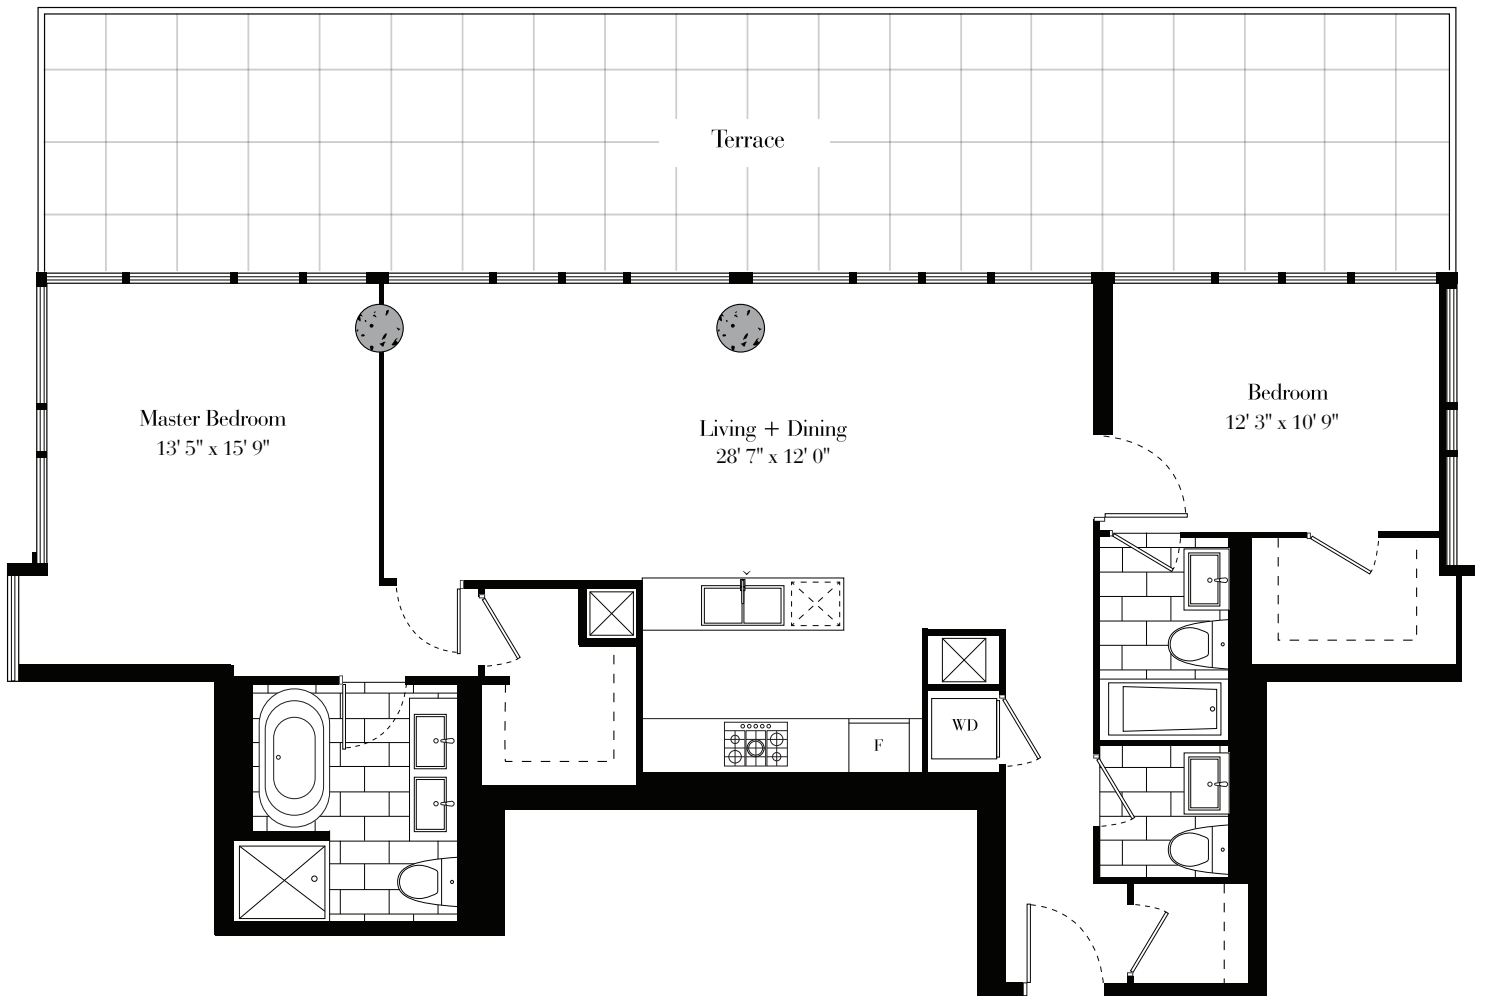 Terrace
Master Bedroom
13' 5" x 15' 9"
Living + Dining
28' 7" x 12' 0"
Bedroom
12' 3" x 10' 9"
WD
F